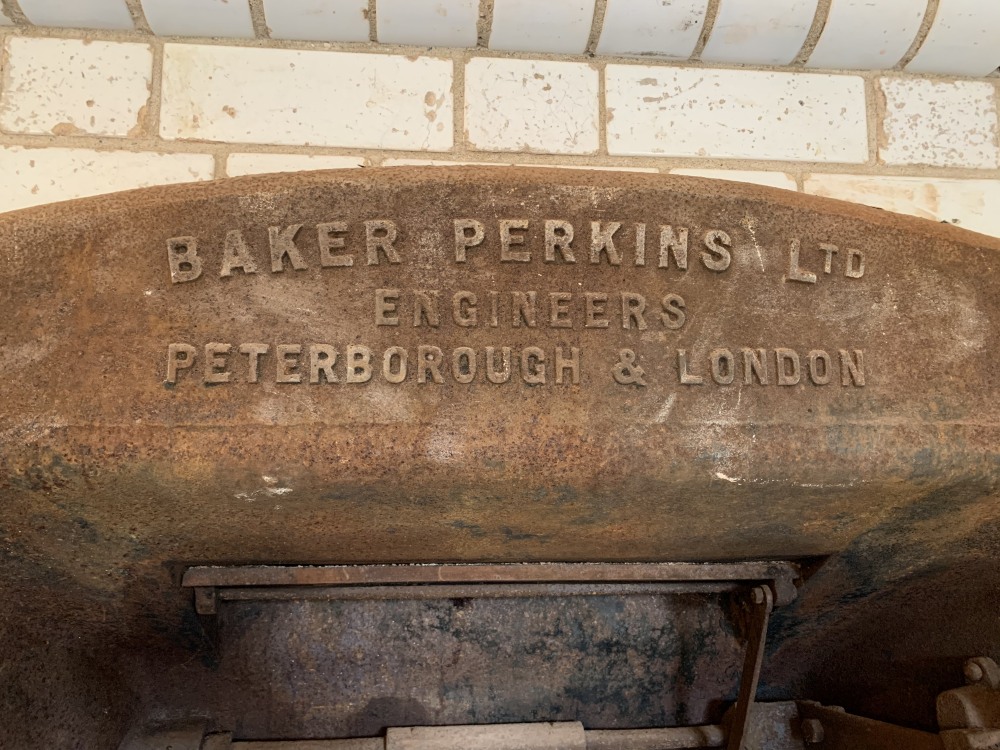 BAKER PERKINS LTD
ENGINEERS
PETERBOROUGH & LONDON